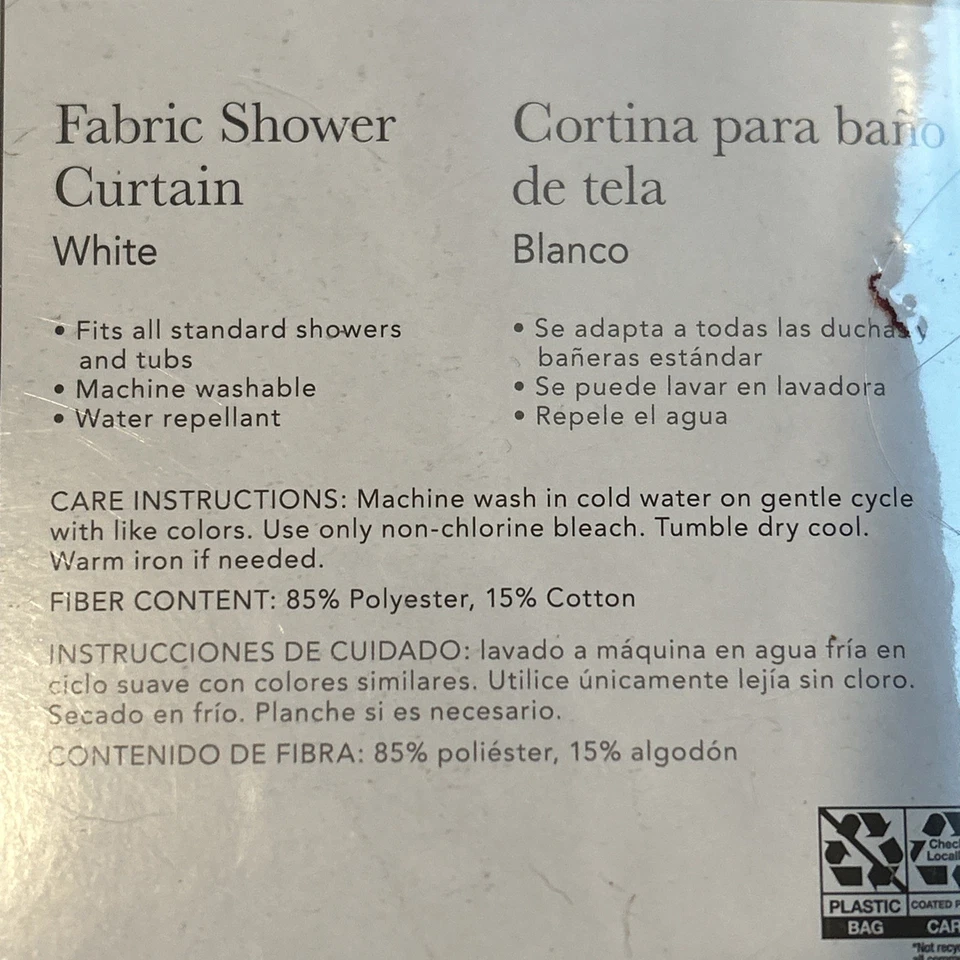 Fabric Shower
Curtain
White
• Fits all standard showers
and tubs
• Machine washable
• Water repellant
Cortina para baño
de tela
Blanco
• Se adapta a todas las duchas y
bañeras estándar
• Se puede lavar en lavadora
• Repele el agua
CARE INSTRUCTIONS: Machine wash in cold water on gentle cycle
with like colors. Use only non-chlorine bleach. Tumble dry cool.
Warm iron if needed.
FIBER CONTENT: 85% Polyester, 15% Cotton
INSTRUCCIONES DE CUIDADO: lavado a máquina en agua fría en
ciclo suave con colores similares. Utilice únicamente lejía sin cloro.
Secado en frío. Planche si es necesario.
CONTENIDO DE FIBRA: 85% poliéster, 15% algodón
PLASTIC
BAG
COATED